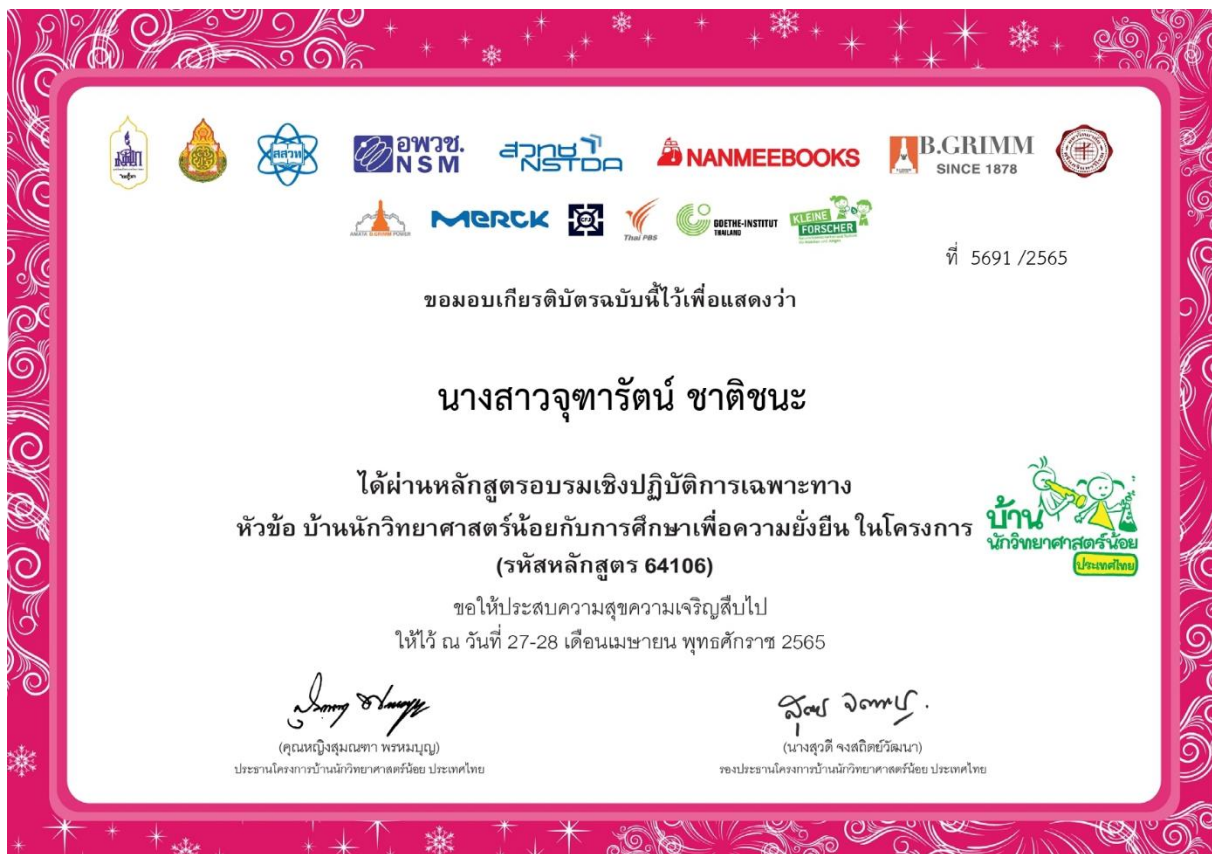 สสวท
อพวช.
NSM
สวทช
NSTDA
NANMEEBOOKS
B.GRIMM
SINCE 1878
AMATA B.GRIMM POWER
MERCK
Thai PBS
GOETHE-INSTITUT
THAILAND
KLEINE
FORSCHER
ที่ 5691 /2565
ขอมอบเกียรติบัตรฉบับนี้ไว้เพื่อแสดงว่า
นางสาวจุฑารัตน์ ชาติชนะ
ได้ผ่านหลักสูตรอบรมเชิงปฏิบัติการเฉพาะทาง
หัวข้อ บ้านนักวิทยาศาสตร์น้อยกับการศึกษาเพื่อความยั่งยืน ในโครงการ
(รหัสหลักสูตร 64106)
บ้าน
นักวิทยาศาสตร์น้อย
ประเทศไทย
ขอให้ประสบความสุขความเจริญสืบไป
ให้ไว้ ณ วันที่ 27-28 เดือนเมษายน พุทธศักราช 2565
(คุณหญิงสุมณฑา พรหมบุญ)
ประธานโครงการบ้านนักวิทยาศาสตร์น้อย ประเทศไทย
(นางสุวดี จงสถิตย์วัฒนา)
รองประธานโครงการบ้านนักวิทยาศาสตร์น้อย ประเทศไทย